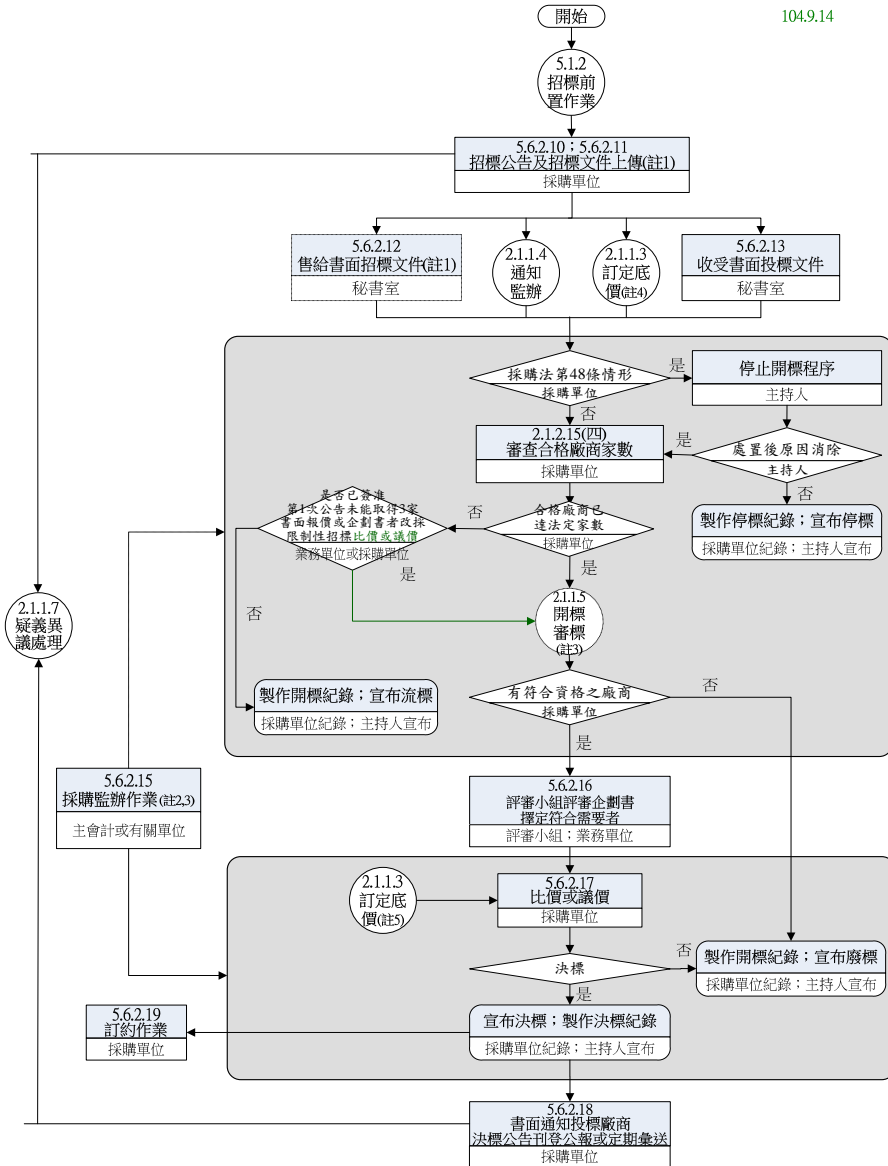 開始
104.9.14
5.1.2
招標前
置作業
5.6.2.10；5.6.2.11
招標公告及招標文件上傳(註1)
採購單位
5.6.2.12
售給書面招標文件(註1)
秘書室
2.1.1.4
通知
監辦
2.1.1.3
訂定底
價(註4)
5.6.2.13
收受書面投標文件
秘書室
採購法第48條情形
採購單位
是
否
停止開標程序
主持人
2.1.2.15(四)
審查合格廠商家數
採購單位
是
處置後原因消除
主持人
否
製作停標紀錄；宣布停標
採購單位紀錄；主持人宣布
是否已簽准
第1次公告未能取得3家
書面報價或企劃書者改採
限制性招標比價或議價
業務單位或採購單位
否
是
否
合格廠商已
達法定家數
採購單位
是
2.1.1.5
開標
審標
(註3)
2.1.1.7
疑義異
議處理
製作開標紀錄；宣布流標
採購單位紀錄；主持人宣布
有符合資格之廠商
採購單位
否
是
5.6.2.15
採購監辦作業(註2,3)
主會計或有關單位
5.6.2.16
評審小組評審企劃書
擇定符合需要者
評審小組；業務單位
2.1.1.3
訂定底
價(註5)
5.6.2.17
比價或議價
採購單位
決標
否
是
製作開標紀錄；宣布廢標
採購單位紀錄；主持人宣布
宣布決標；製作決標紀錄
採購單位紀錄；主持人宣布
5.6.2.19
訂約作業
採購單位
5.6.2.18
書面通知投標廠商
決標公告刊登公報或定期彙送
採購單位